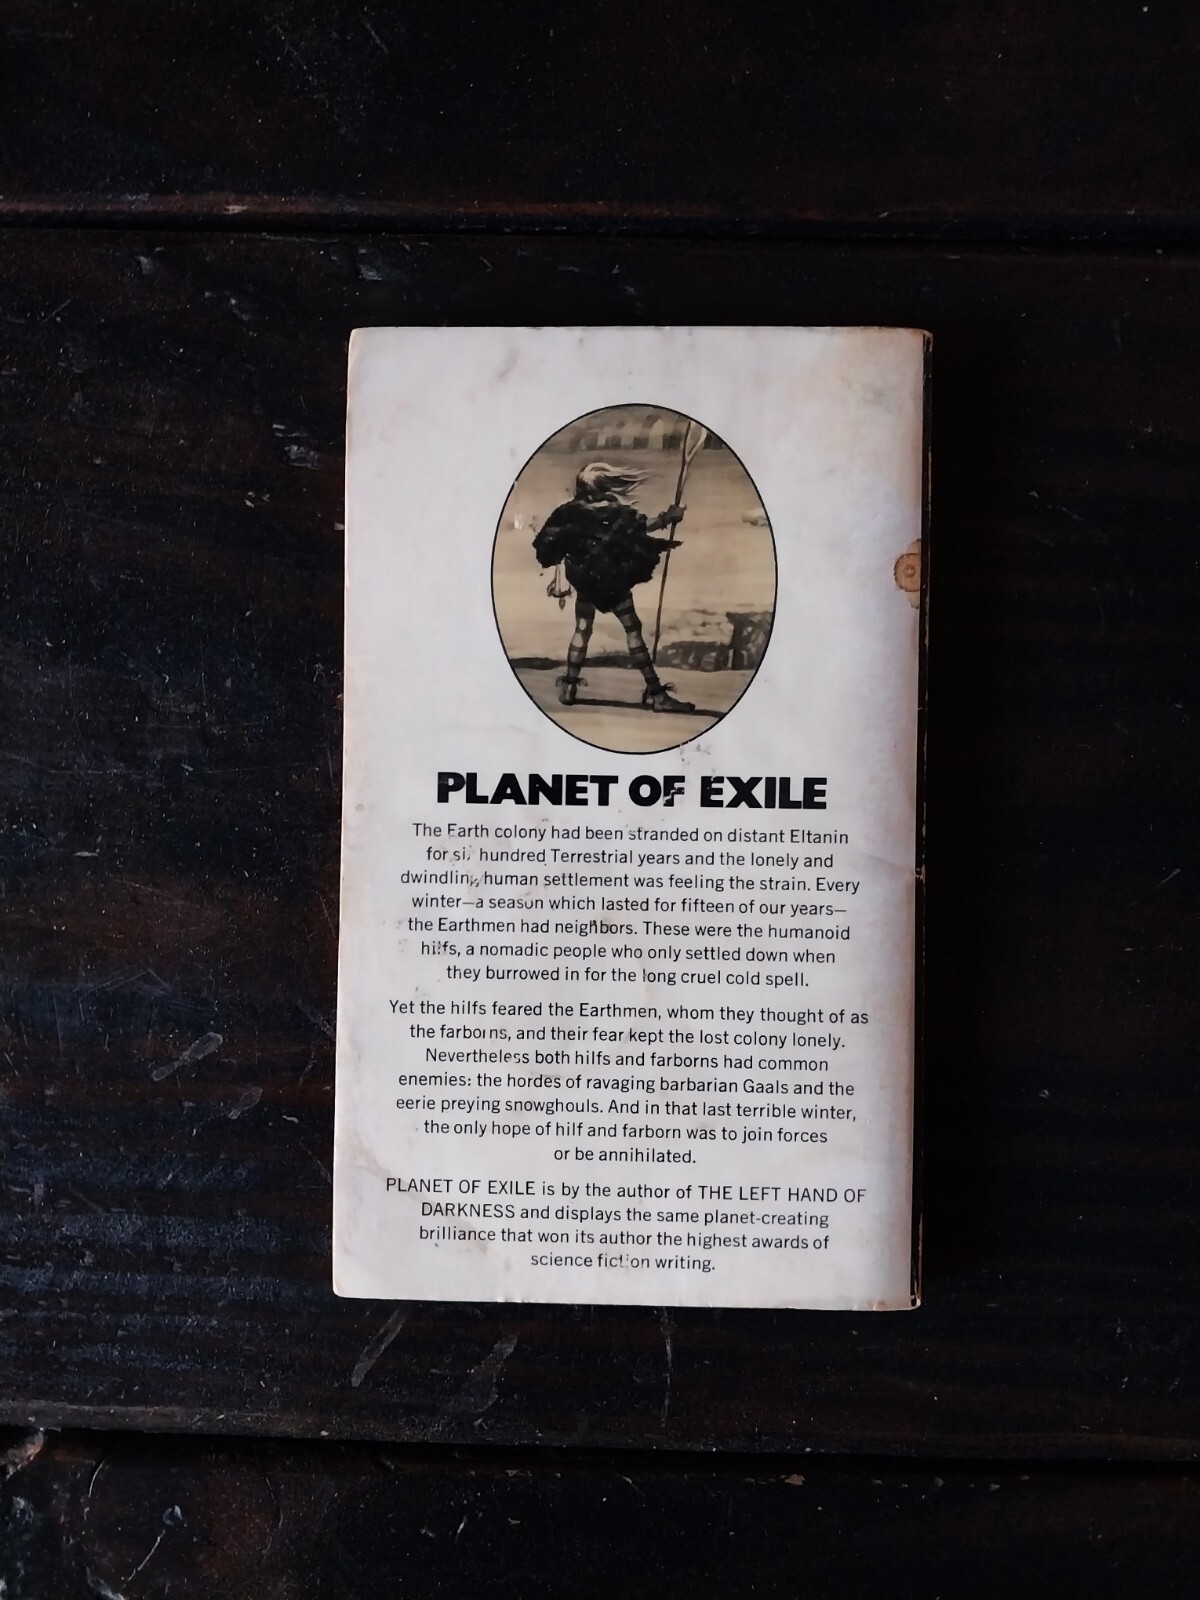 PLANET OF EXILE
The Earth colony had been stranded on distant Eltanin
for six hundred Terrestrial years and the lonely and
dwindling human settlement was feeling the strain. Every
winter—a season which lasted for fifteen of our years—
the Earthmen had neighbors. These were the humanoid
hilfs, a nomadic people who only settled down when
they burrowed in for the long cruel cold spell.
Yet the hilfs feared the Earthmen, whom they thought of as
the farborns, and their fear kept the lost colony lonely.
Nevertheless both hilfs and farborns had common
enemies: the hordes of ravaging barbarian Gaals and the
eerie preying snowghouls. And in that last terrible winter,
the only hope of hilf and farborn was to join forces
or be annihilated.
PLANET OF EXILE is by the author of THE LEFT HAND OF
DARKNESS and displays the same planet-creating
brilliance that won its author the highest awards of
science fiction writing.